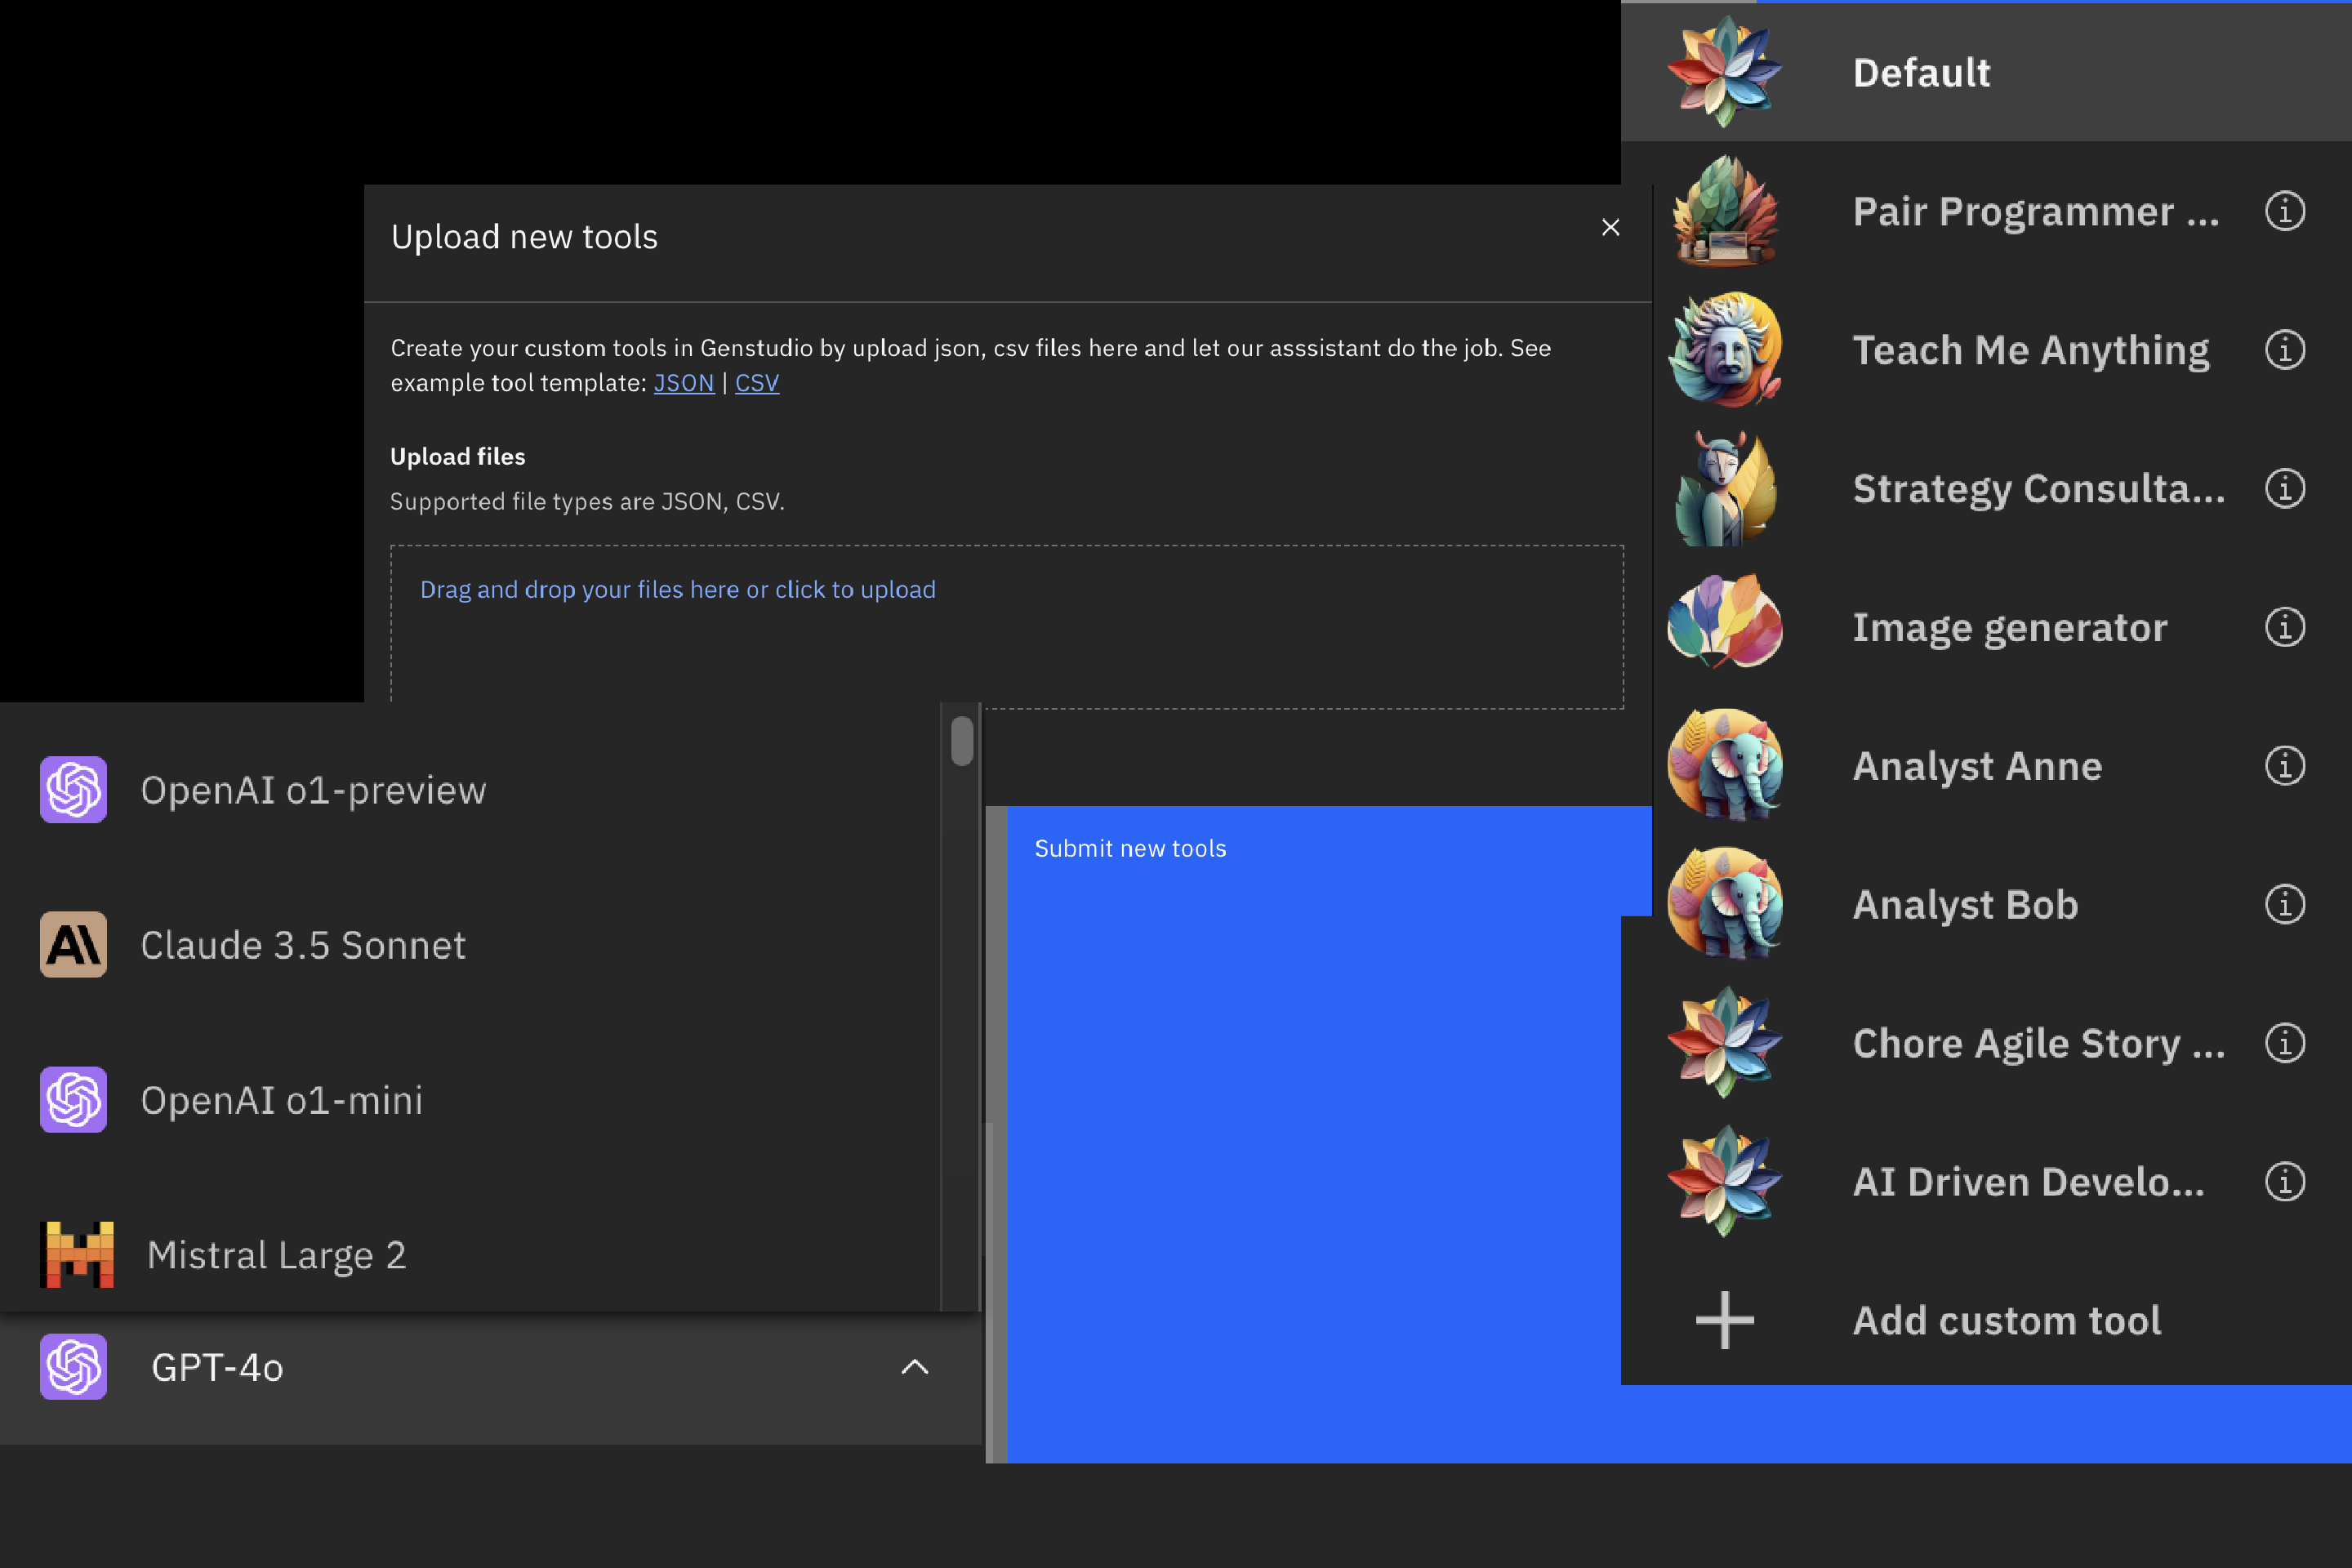 Upload new tools
Create your custom tools in Genstudio by upload json, csv files here and let our asssistant do the job. See
example tool template: JSON | CSV
Upload files
Supported file types are JSON, CSV.
Drag and drop your files here or click to upload
Submit new tools
OpenAI o1-preview
Claude 3.5 Sonnet
OpenAI o1-mini
Mistral Large 2
GPT-4o
Default
Pair Programmer ...
Teach Me Anything
Strategy Consulta...
Image generator
Analyst Anne
Analyst Bob
Chore Agile Story ...
AI Driven Develo...
Add custom tool